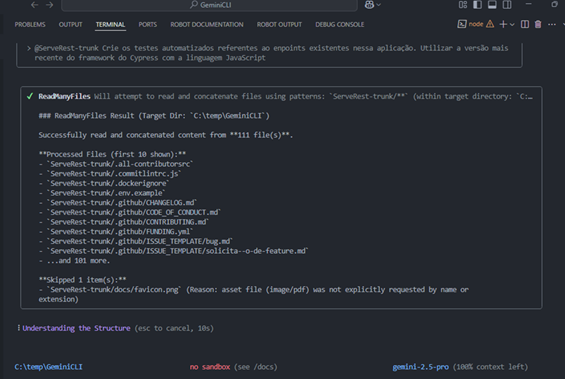 GeminiCLI
PROBLEMS OUTPUT TERMINAL PORTS ROBOT DOCUMENTATION ROBOT OUTPUT DEBUG CONSOLE
node
> @ServeRest-trunk Crie os testes automatizados referentes ao enpoints existentes nessa aplicação. Utilizar a versão mais
recente do framework do Cypress com a linguagem JavaScript
✓ ReadManyFiles Will attempt to read and concatenate files using patterns: `ServeRest-trunk/**` (within target directory: `C:…
### ReadManyFiles Result (Target Dir: `C:\temp\GeminiCLI`)
Successfully read and concatenated content from **111 file(s)**.
**Processed Files (first 10 shown):**
- `ServeRest-trunk/.all-contributorsrc`
- `ServeRest-trunk/.commitlintrc.js`
- `ServeRest-trunk/.dockerignore`
- `ServeRest-trunk/.env.example`
- `ServeRest-trunk/.github/CHANGELOG.md`
- `ServeRest-trunk/.github/CODE_OF_CONDUCT.md`
- `ServeRest-trunk/.github/CONTRIBUTING.md`
- `ServeRest-trunk/.github/FUNDING.yml`
- `ServeRest-trunk/.github/ISSUE_TEMPLATE/bug.md`
- `ServeRest-trunk/.github/ISSUE_TEMPLATE/solicita--o-de-feature.md`
- ...and 101 more.
**Skipped 1 item(s):**
- `ServeRest-trunk/docs/favicon.png` (Reason: asset file (image/pdf) was not explicitly requested by name or
extension)
Understanding the Structure (esc to cancel, 10s)
C:\temp\GeminiCLI no sandbox (see /docs) gemini-2.5-pro (100% context left)